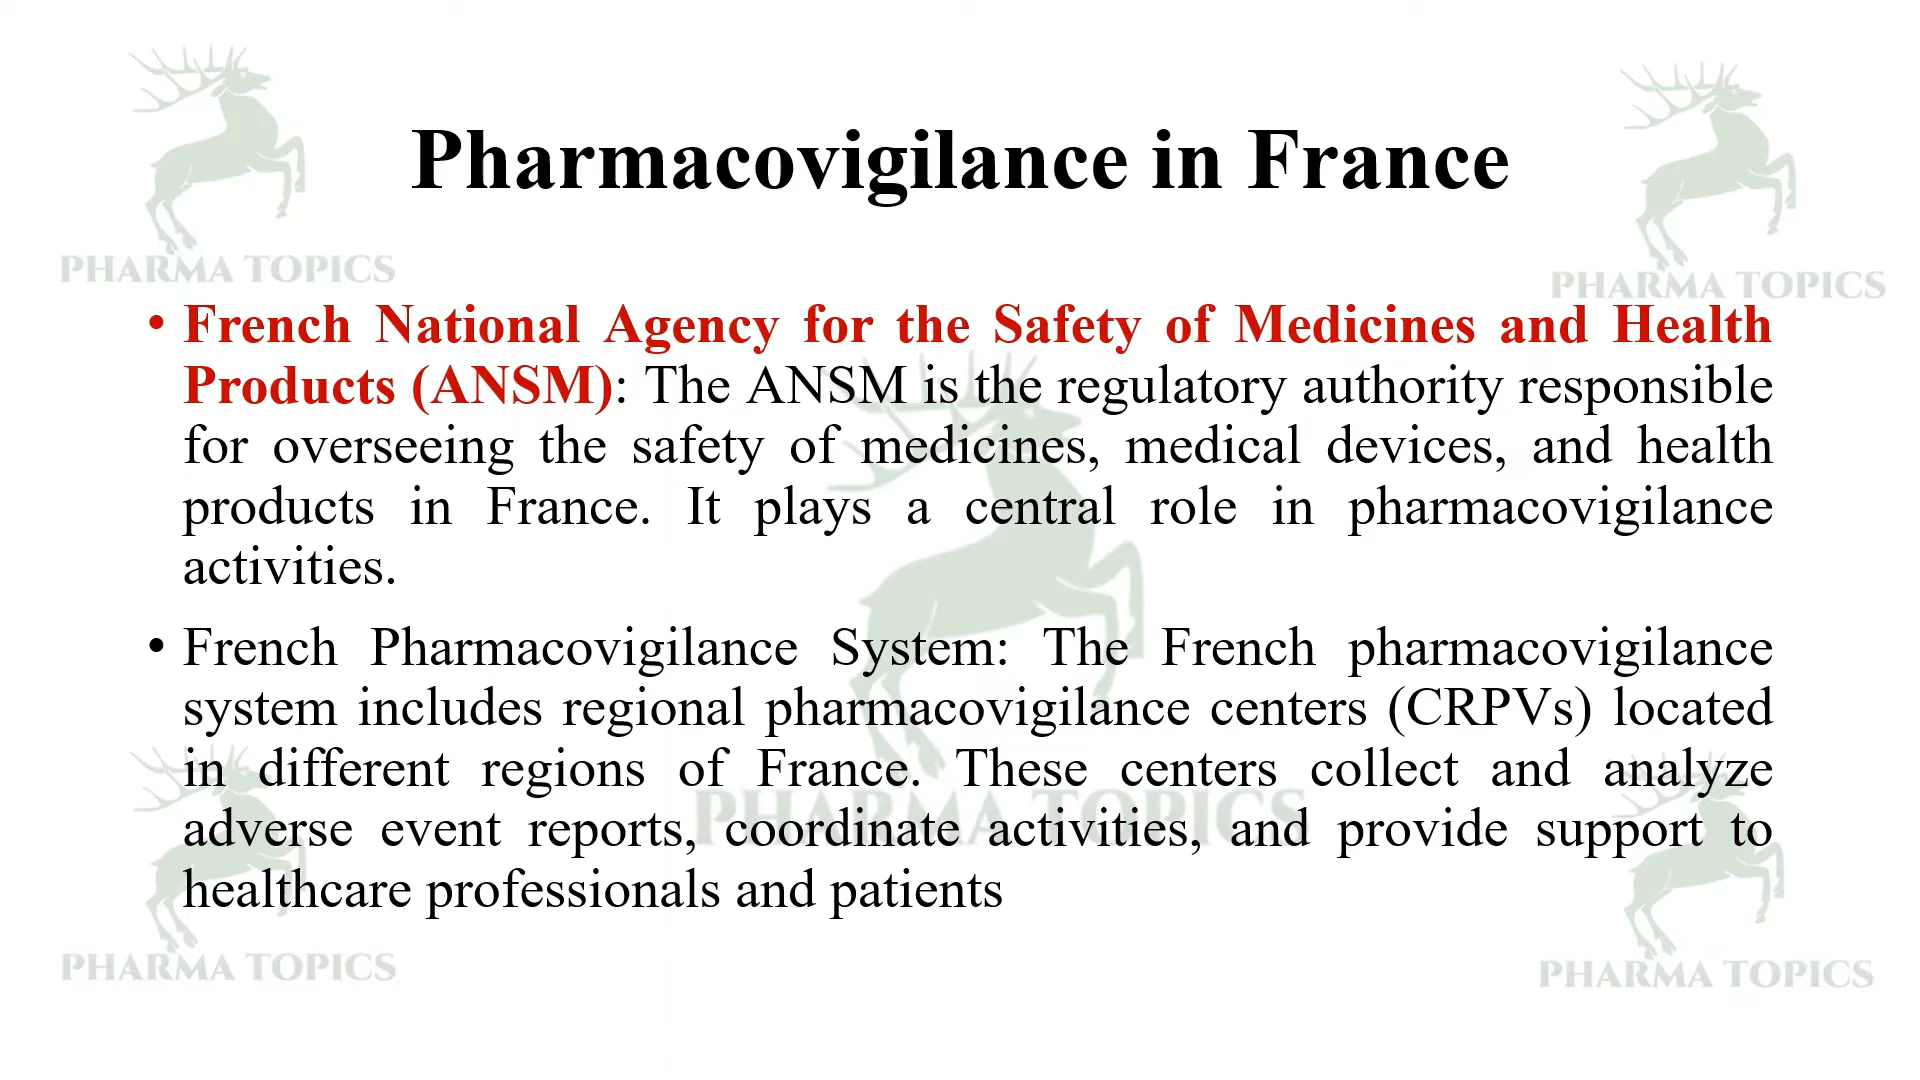 Pharmacovigilance in France
PHARMA TOPICS
PHARMA TOPICS
• French National Agency for the Safety of Medicines and Health
Products (ANSM): The ANSM is the regulatory authority responsible
for overseeing the safety of medicines, medical devices, and health
products in France. It plays a central role in pharmacovigilance
activities.
• French Pharmacovigilance System: The French pharmacovigilance
system includes regional pharmacovigilance centers (CRPVs) located
in different regions of France. These centers collect and analyze
PHARMA TOPICS
adverse event reports, coordinate activities, and provide support to
healthcare professionals and patients
PHARMA TOPICS
PHARMA TOPICS